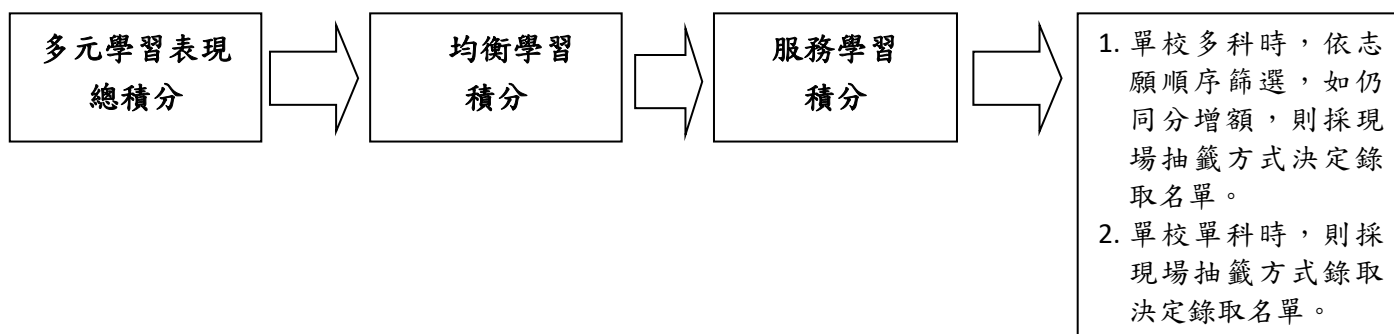 多元學習表現
總積分
均衡學習
積分
服務學習
積分
1. 單校多科時，依志
願順序篩選，如仍
同分增額，則採現
場抽籤方式決定錄
取名單。
2. 單校單科時，則採
現場抽籤方式錄取
決定錄取名單。